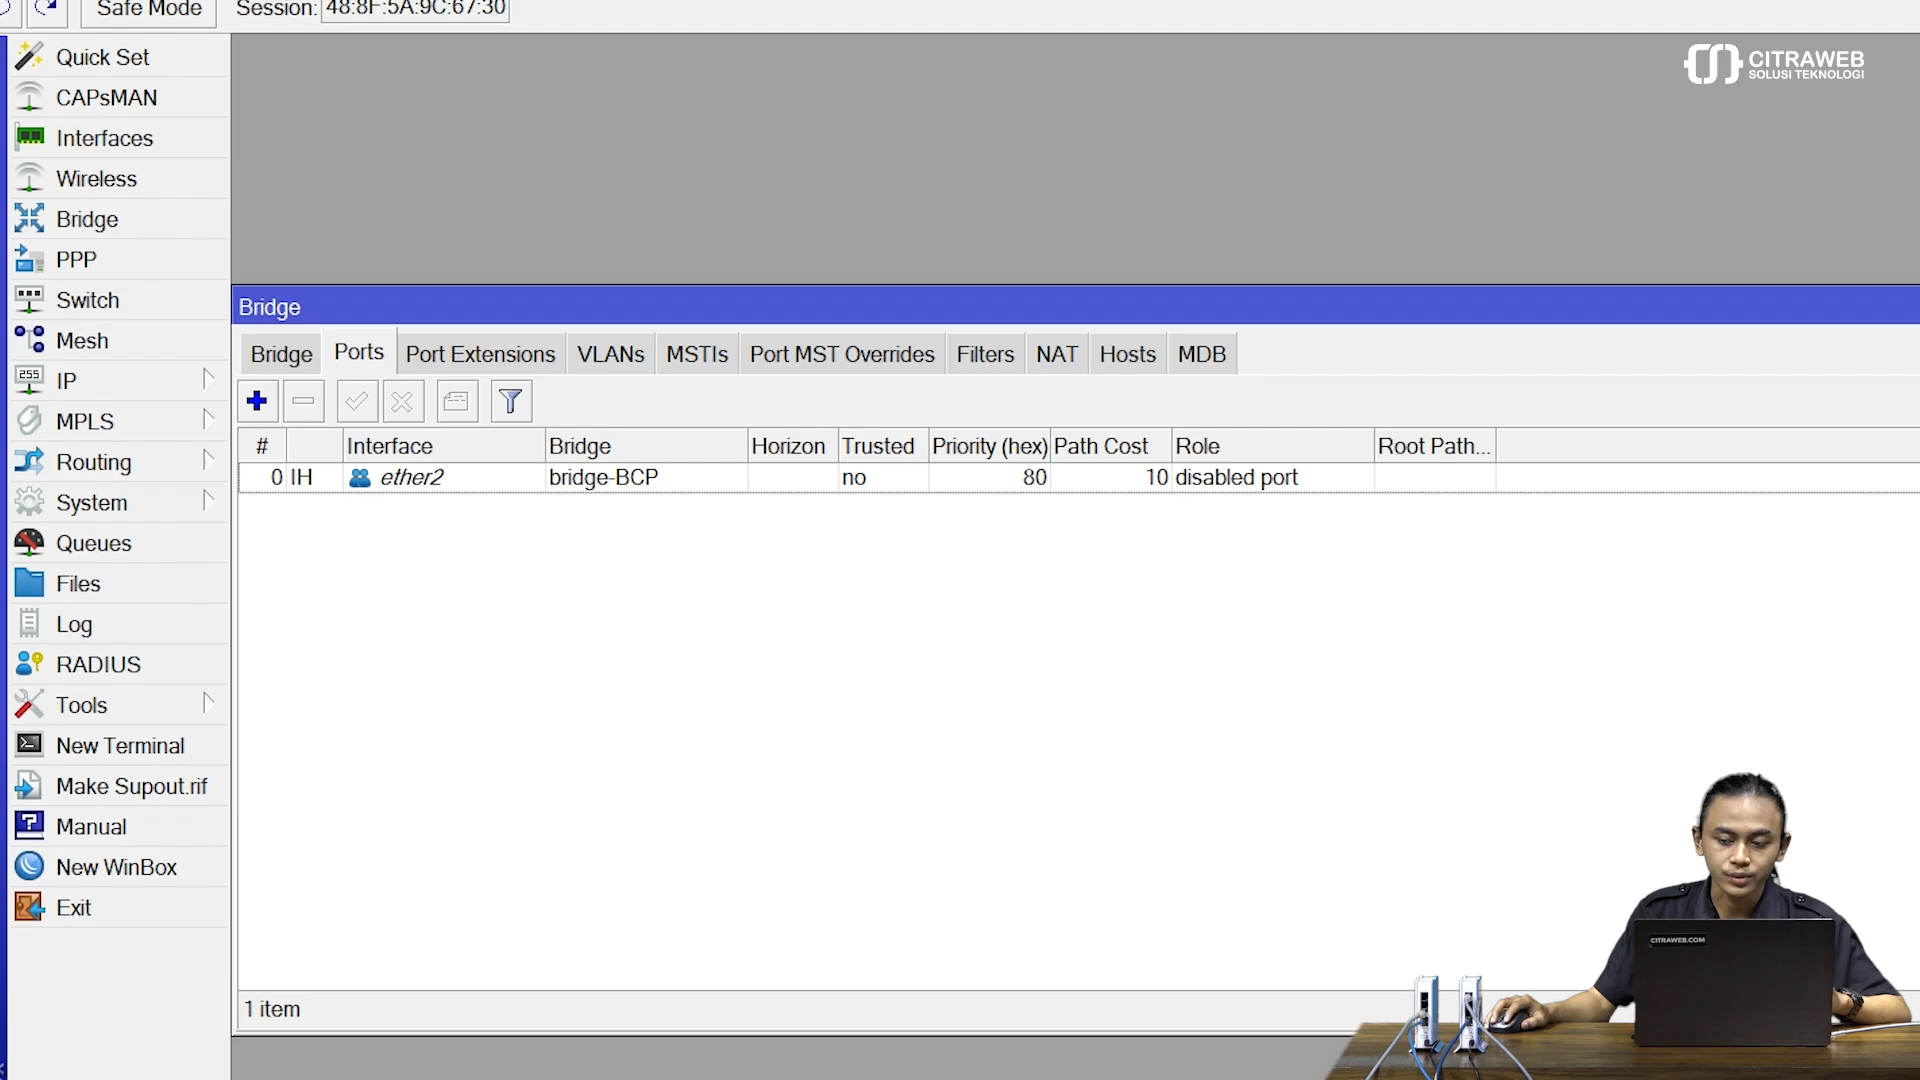 Safe Mode Session: 48:8F:5A:9C:67:30
CITRAWEB
SOLUSI TEKNOLOGI
Quick Set
CAPsMAN
Interfaces
Wireless
Bridge
PPP
Switch
Mesh
255 IP
MPLS
Routing
System
Queues
Files
Log
RADIUS
Tools
New Terminal
Make Supout.rif
Manual
New WinBox
Exit
Bridge
Bridge Ports Port Extensions VLANs MSTIs Port MST Overrides Filters NAT Hosts MDB
# Interface Bridge Horizon Trusted Priority (hex) Path Cost Role Root Path...
0 IH ether2 bridge-BCP no 80 10 disabled port
1 item
CITRAWEB.COM